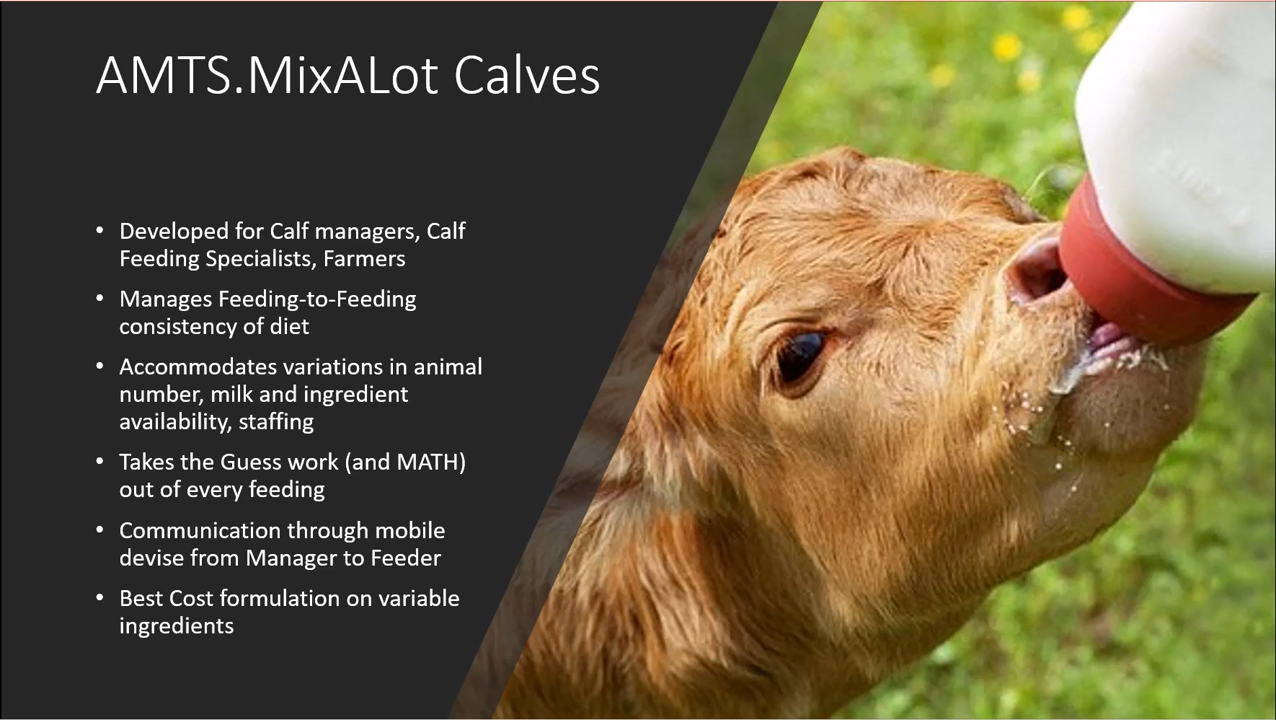 AMTS.MixALot Calves
• Developed for Calf managers, Calf
Feeding Specialists, Farmers
• Manages Feeding-to-Feeding
consistency of diet
• Accommodates variations in animal
number, milk and ingredient
availability, staffing
• Takes the Guess work (and MATH)
out of every feeding
• Communication through mobile
devise from Manager to Feeder
• Best Cost formulation on variable
ingredients